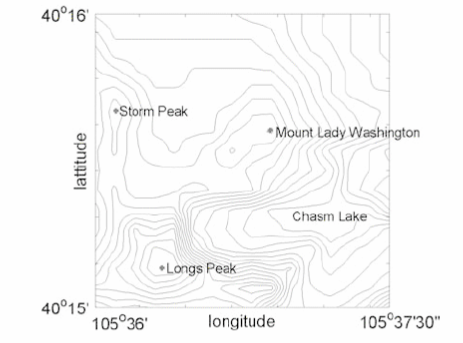 40°16'
Storm Peak
Mount Lady Washington
lattitude
Chasm Lake
Longs Peak
40°15'
105°36' longitude 105°37'30"